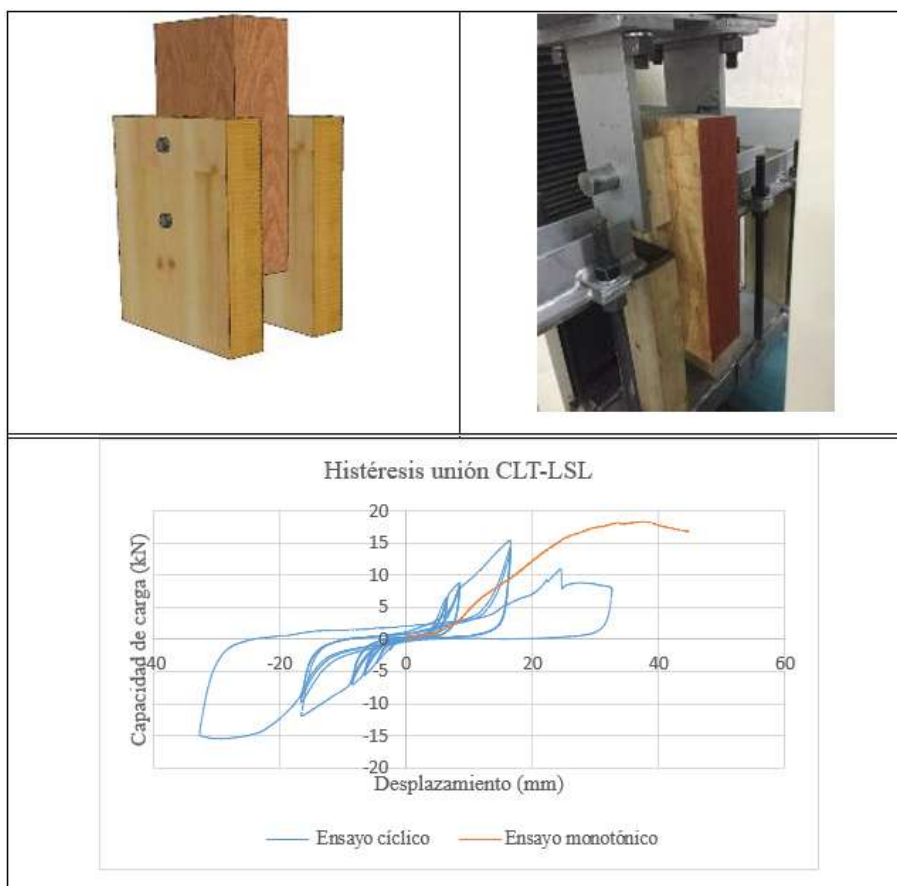 Histéresis unión CLT-LSL
Capacidad de carga (kN)
20
15
10
5
0
40 -20 0 20 40 60
-5
-10
-15
-20
Desplazamiento (mm)
Ensayo cíclico Ensayo monotónico